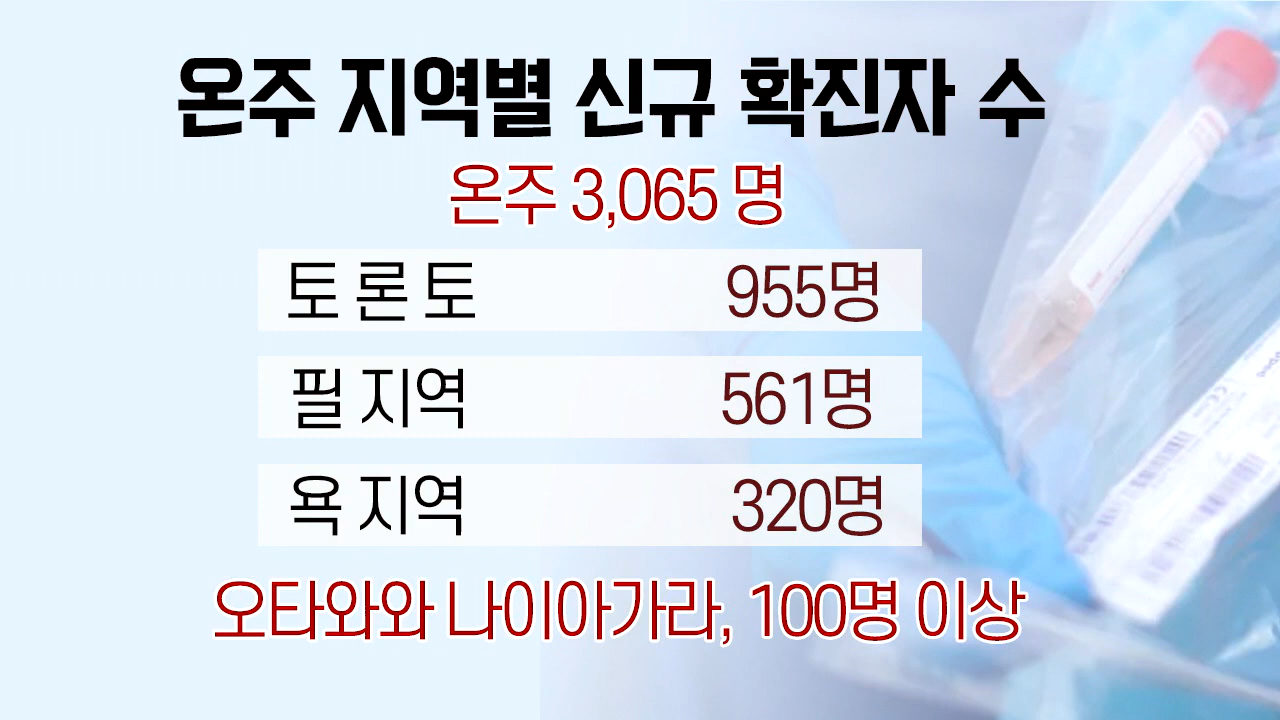 온주 지역별 신규 확진자 수
온주 3,065 명
토론토 955명
필 지역 561명
욕 지역 320명
오타와와 나이아가라, 100명 이상